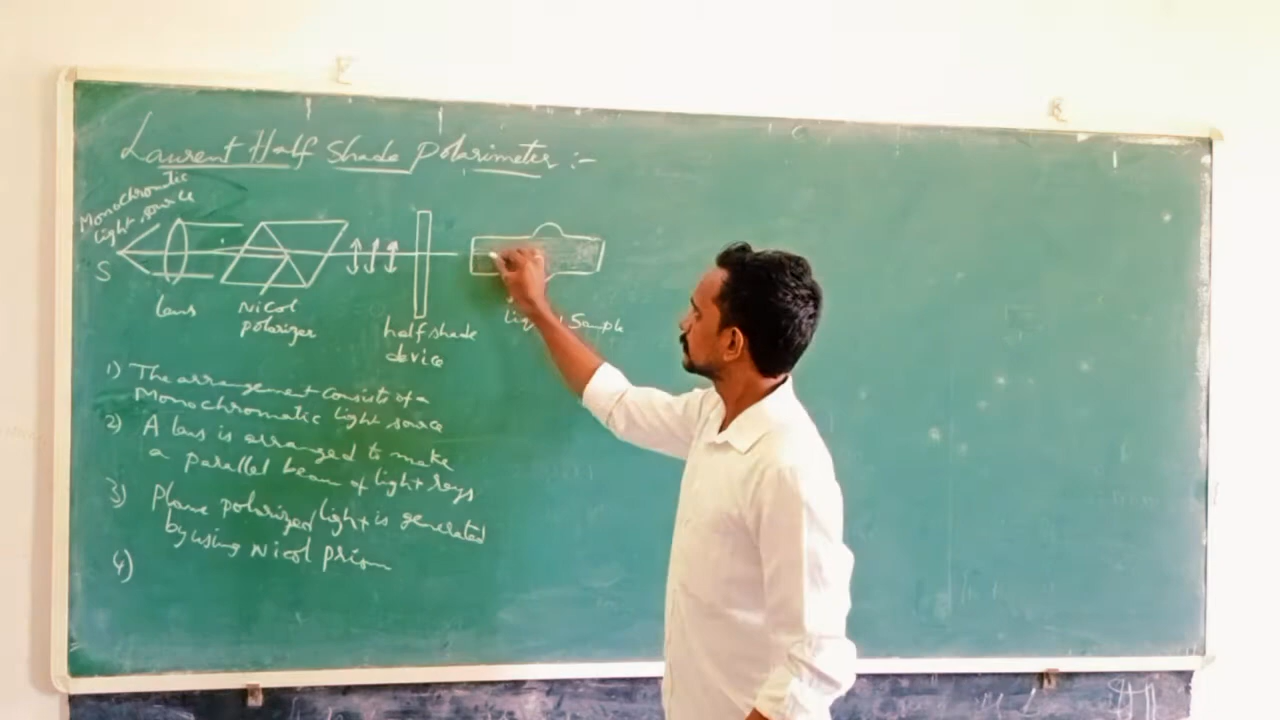 Laurent Half Shade Polarimeter :-
Monochromatic
light source
S
lens
Nicol
polarizer
half shade
device
Sample
1) The arrangement consists of a
Monochromatic light source
2) A lens is arranged to make
a parallel beam of light rays
3) Plane polarized light is generated
by using Nicol prism
4)